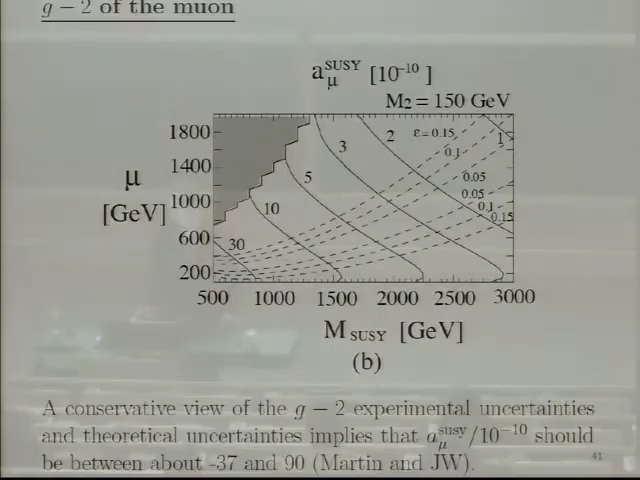 g − 2 of the muon
a_μ^SUSY [10^-10 ]
M2 = 150 GeV
1800
1400
1000
600
200
μ
[GeV]
ε=0.15
0.1
0.05
0.05
0.1
0.15
1
2
3
5
10
30
500 1000 1500 2000 2500 3000
M SUSY [GeV]
(b)
A conservative view of the g − 2 experimental uncertainties
and theoretical uncertainties implies that a_μ^susy/10^−10 should
be between about -37 and 90 (Martin and JW).
41